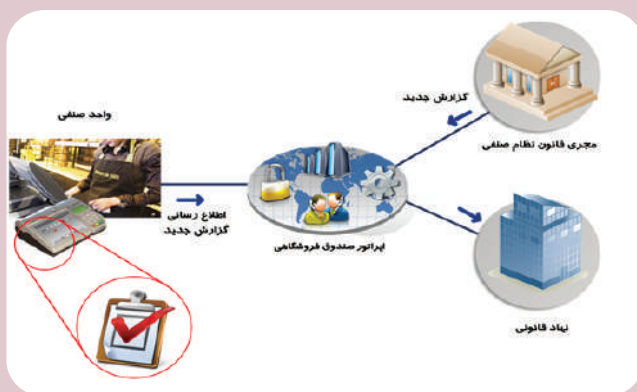 واحد صنفی
گزارش جدید
مجری قانون نظام صنفی
اطلاع رسانی
گزارش جدید
اپراتور صندوق فروشگاهی
نهاد قانونی